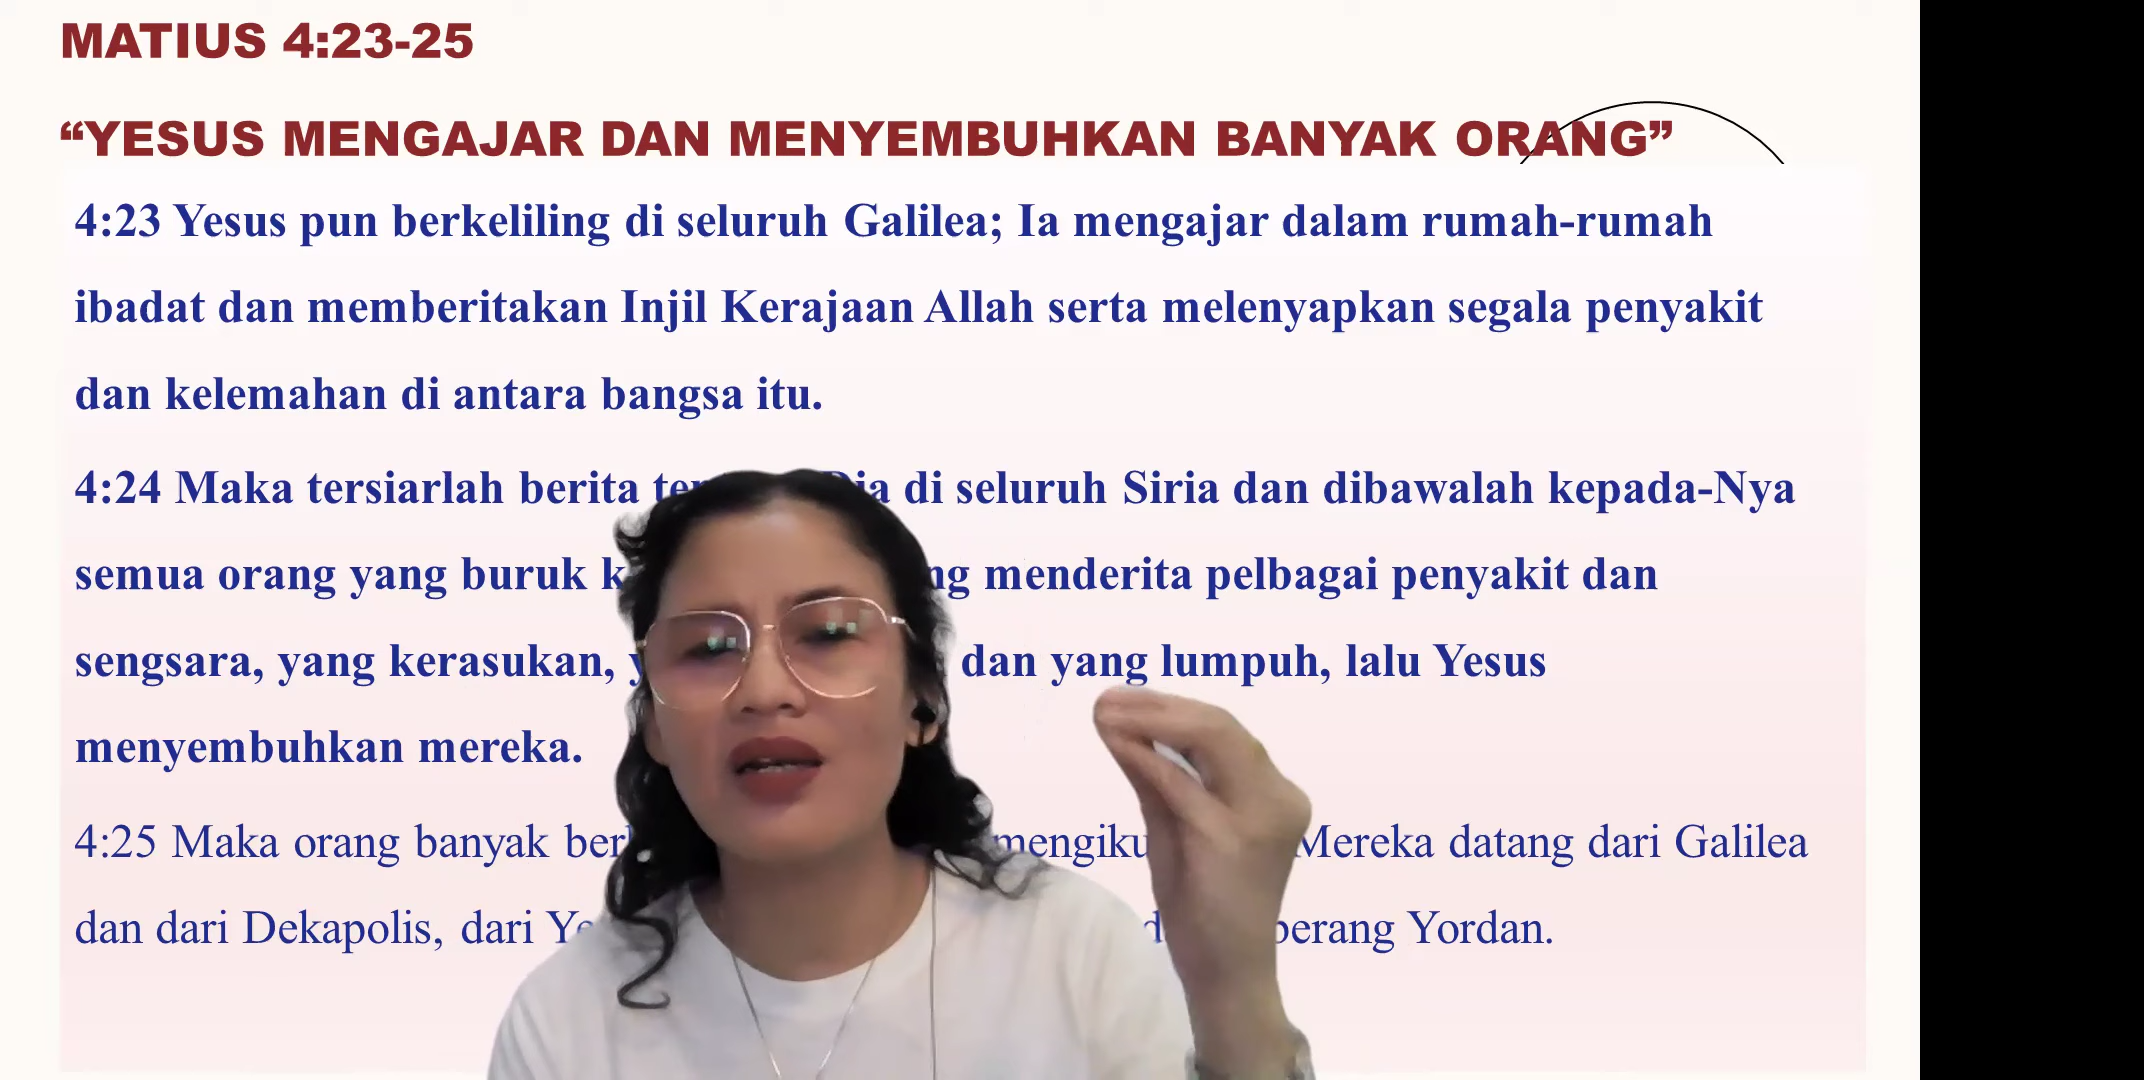 MATIUS 4:23-25
“YESUS MENGAJAR DAN MENYEMBUHKAN BANYAK ORANG”
4:23 Yesus pun berkeliling di seluruh Galilea; Ia mengajar dalam rumah-rumah
ibadat dan memberitakan Injil Kerajaan Allah serta melenyapkan segala penyakit
dan kelemahan di antara bangsa itu.
4:24 Maka tersiarlah berita Dia di seluruh Siria dan dibawalah kepada-Nya
semua orang yang buruk menderita pelbagai penyakit dan
sengsara, yang kerasukan, dan yang lumpuh, lalu Yesus
menyembuhkan mereka.
4:25 Maka orang banyak Mereka datang dari Galilea
dan dari Dekapolis, dari Yordan.